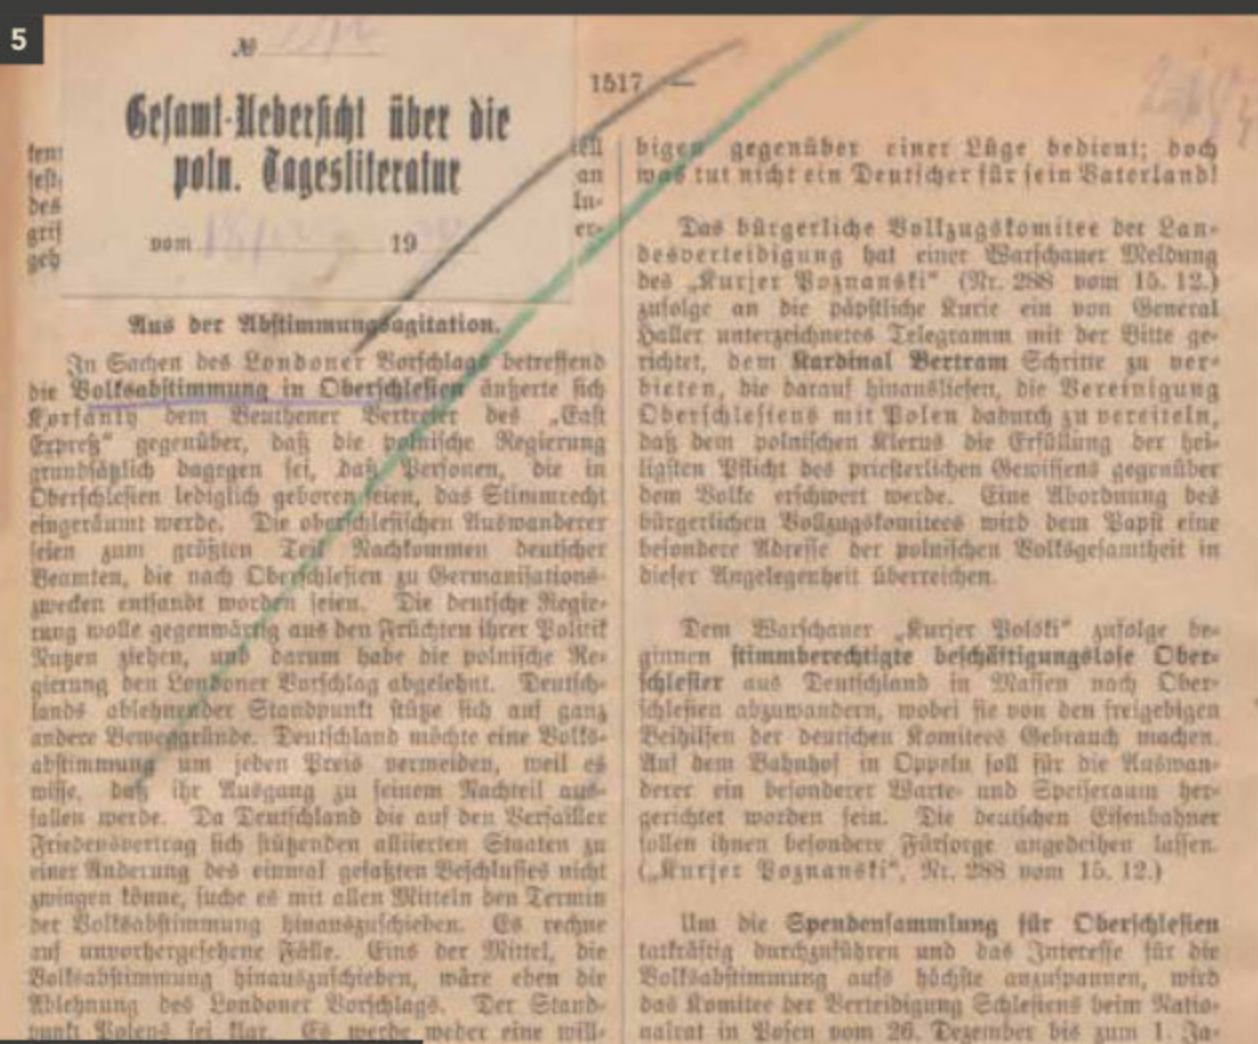 5
№
Gesamt-Uebersicht über die
poln. Tagesliteratur
vom 19
1517 —
Aus der Abstimmungsagitation.
In Sachen des Londoner Vorschlags betreffend
die Volksabstimmung in Oberschlesien äußerte sich
Korfanty dem Beuthener Vertreter des „East
Expreß“ gegenüber, daß die polnische Regierung
grundsätzlich dagegen sei, daß Personen, die in
Oberschlesien lediglich geboren seien, das Stimmrecht
eingeräumt werde. Die oberschlesischen Auswanderer
seien zum größten Teil Nachkommen deutscher
Beamten, die nach Oberschlesien zu Germanisations-
zwecken entsandt worden seien. Die deutsche Regie-
rung wolle gegenwärtig aus den Früchten ihrer Politik
Nutzen ziehen, und darum habe die polnische Re-
gierung den Londoner Vorschlag abgelehnt. Deutsch-
lands ablehnender Standpunkt stütze sich auf ganz
andere Beweggründe. Deutschland möchte eine Volks-
abstimmung um jeden Preis vermeiden, weil es
wisse, daß ihr Ausgang zu seinem Nachteil aus-
fallen werde. Da Deutschland die auf den Versailler
Friedensvertrag sich stützenden alliierten Staaten zu
einer Änderung des einmal gefaßten Beschlusses nicht
zwingen könne, suche es mit allen Mitteln den Termin
der Volksabstimmung hinauszuschieben. Es rechne
auf unvorhergesehene Fälle. Eins der Mittel, die
Volksabstimmung hinauszuschieben, wäre eben die
Ablehnung des Londoner Vorschlags. Der Stand-
punkt Polens sei klar. Es werde weder eine will-
bigen gegenüber einer Lüge bedient; doch
was tut nicht ein Deutscher für sein Vaterland!
Das bürgerliche Vollzugskomitee der Lan-
desverteidigung hat einer Warschauer Meldung
des „Kurjer Poznanski“ (Nr. 288 vom 15. 12.)
zufolge an die päpstliche Kurie ein von General
Haller unterzeichnetes Telegramm mit der Bitte ge-
richtet, dem Kardinal Bertram Schritte zu ver-
bieten, die darauf hinausliefen, die Vereinigung
Oberschlesiens mit Polen dadurch zu vereiteln,
daß dem polnischen Klerus die Erfüllung der hei-
ligsten Pflicht des priesterlichen Gewissens gegenüber
dem Volke erschwert werde. Eine Abordnung des
bürgerlichen Vollzugskomitees wird dem Papst eine
besondere Adresse der polnischen Volksgesamtheit in
dieser Angelegenheit überreichen.
Dem Warschauer „Kurjer Polski“ zufolge be-
ginnen stimmberechtigte beschäftigungslose Ober-
schlesier aus Deutschland in Massen nach Ober-
schlesien abzuwandern, wobei sie von den freigebigen
Beihilfen der deutschen Komitees Gebrauch machen.
Auf dem Bahnhof in Oppeln soll für die Auswan-
derer ein besonderer Warte- und Speiseraum her-
gerichtet worden sein. Die deutschen Eisenbahner
sollen ihnen besondere Fürsorge angedeihen lassen.
(„Kurjer Poznanski“, Nr. 288 vom 15. 12.)
Um die Spendensammlung für Oberschlesien
tatkräftig durchzuführen und das Interesse für die
Volksabstimmung aufs höchste anzuspannen, wird
das Komitee der Verteidigung Schlesiens beim Natio-
nalrat in Posen vom 26. Dezember bis zum 1. Ja-